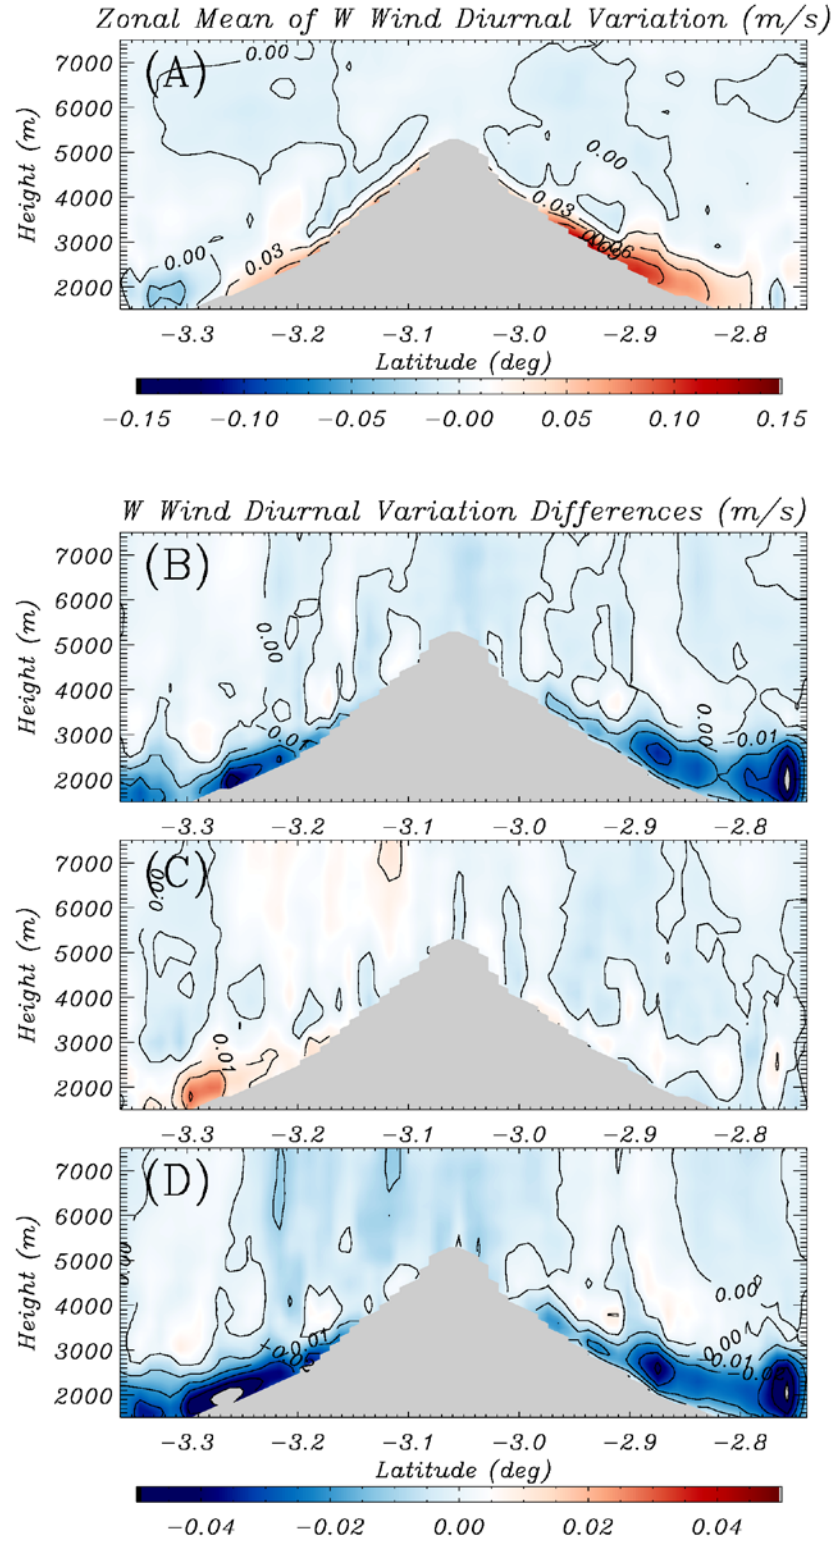 Zonal Mean of W Wind Diurnal Variation (m/s)
(A)
7000
6000
5000
4000
3000
2000
Height (m)
0.00
0.00
0.00
0.03
0.03
0.06
−3.3 −3.2 −3.1 −3.0 −2.9 −2.8
Latitude (deg)
−0.15 −0.10 −0.05 −0.00 0.05 0.10 0.15
W Wind Diurnal Variation Differences (m/s)
(B)
7000
6000
5000
4000
3000
2000
Height (m)
0.00
0.00
−0.01
−3.3 −3.2 −3.1 −3.0 −2.9 −2.8
(C)
7000
6000
5000
4000
3000
2000
Height (m)
0.01
−3.3 −3.2 −3.1 −3.0 −2.9 −2.8
(D)
7000
6000
5000
4000
3000
2000
Height (m)
0.00
−0.01
−0.01
−0.02
−3.3 −3.2 −3.1 −3.0 −2.9 −2.8
Latitude (deg)
−0.04 −0.02 0.00 0.02 0.04